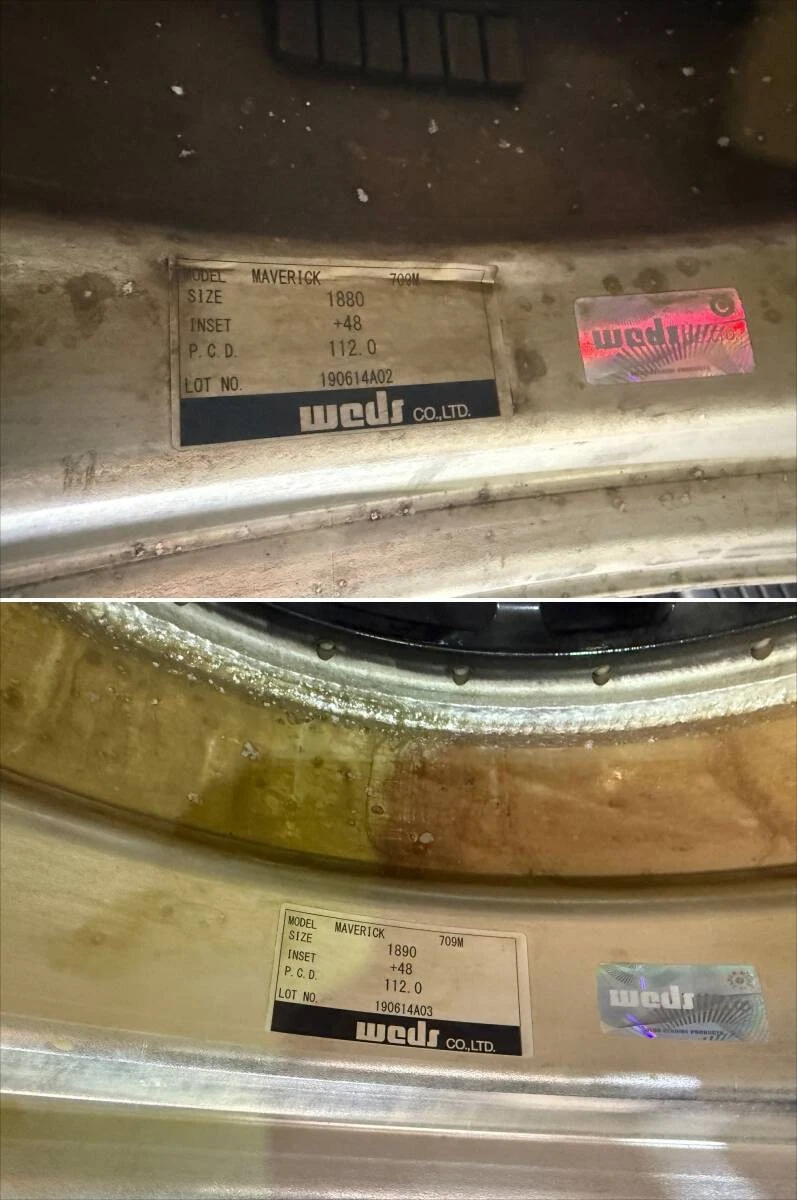 MODEL MAVERICK 709M
SIZE 1880
INSET +48
P.C.D. 112.0
LOT NO. 190614A02
weds CO.,LTD.
weds
MODEL MAVERICK 709M
SIZE 1890
INSET +48
P.C.D. 112.0
LOT NO. 190614A03
weds CO.,LTD.
weds